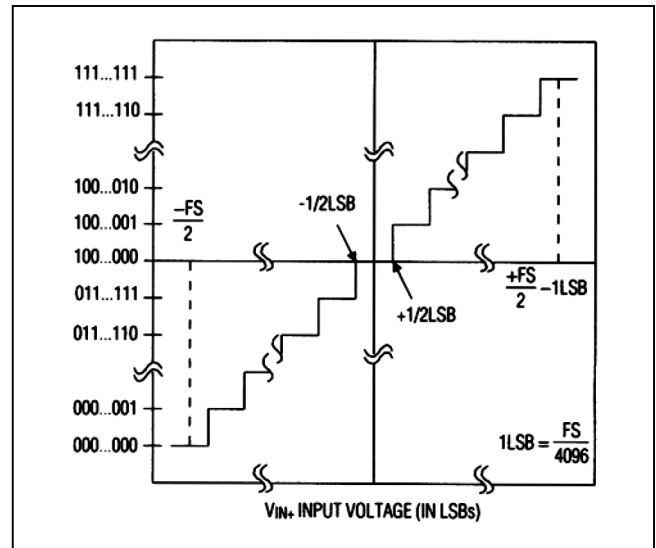 111...111
111...110
100...010
100...001
100...000
011...111
011...110
000...001
000...000
-FS
2
-1/2LSB
+1/2LSB
+FS
2
-1LSB
1LSB = FS
4096
VIN+ INPUT VOLTAGE (IN LSBs)